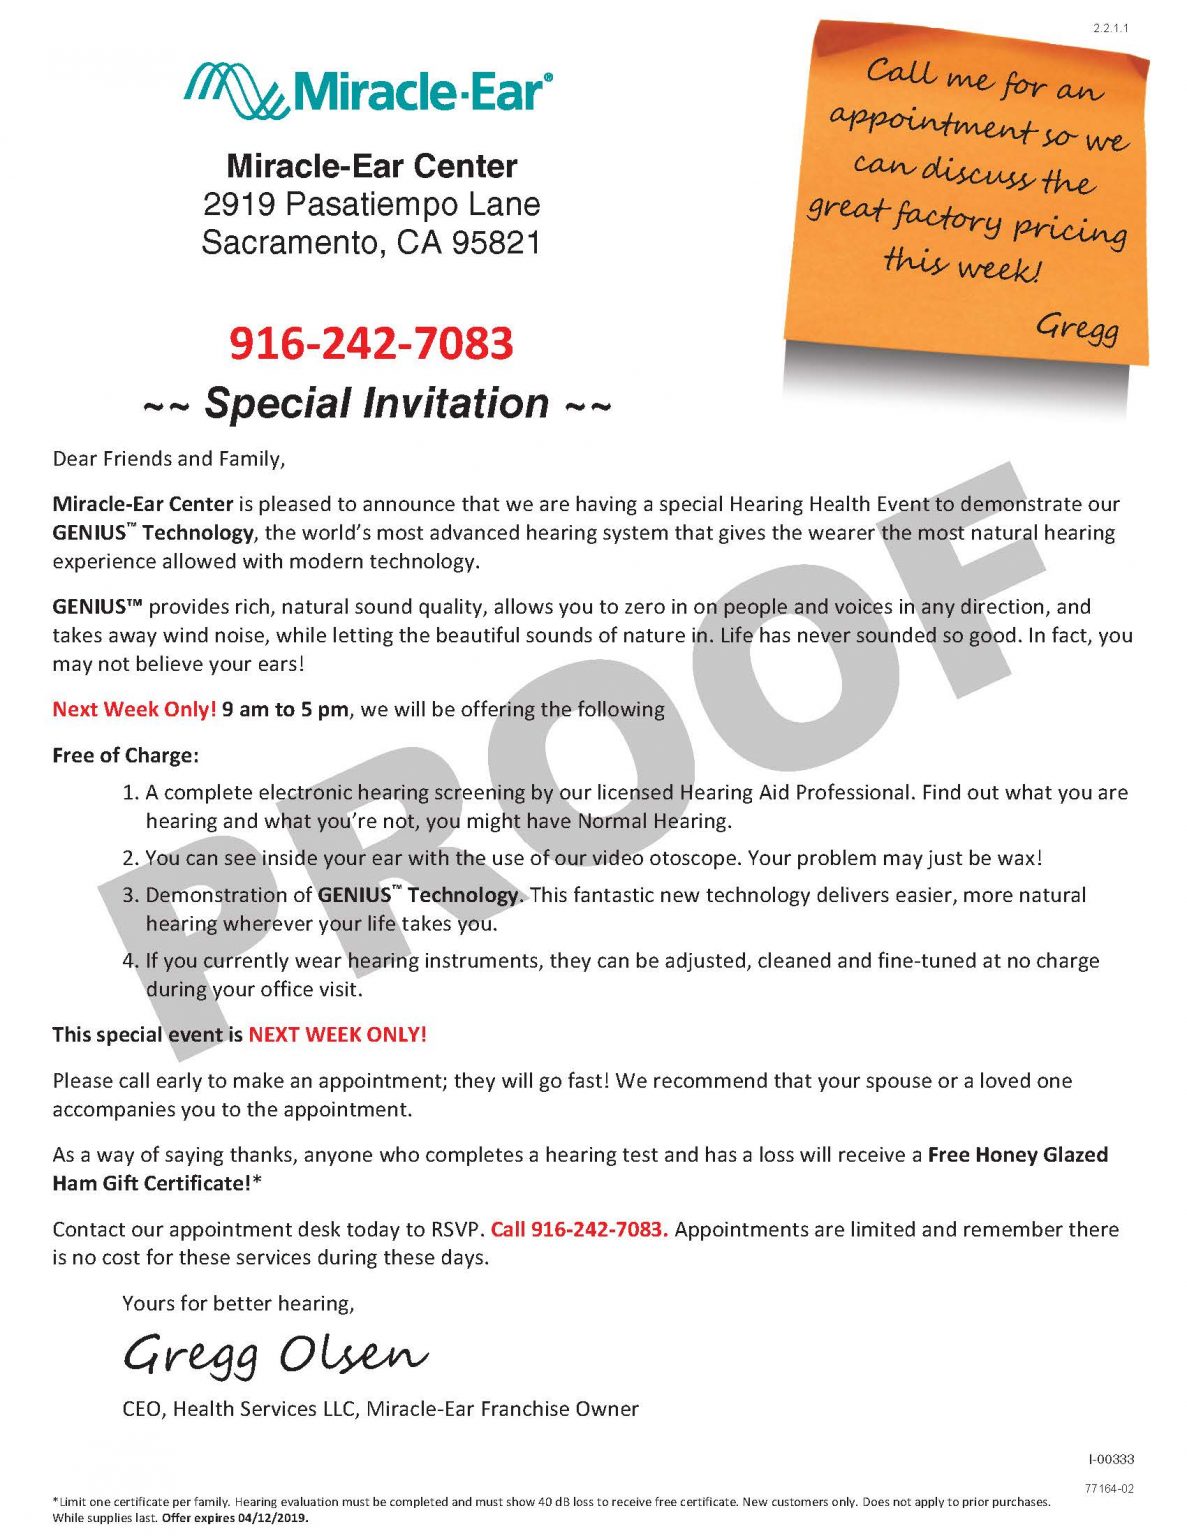 2.2.1.1
Miracle-Ear®
Miracle-Ear Center
2919 Pasatiempo Lane
Sacramento, CA 95821
Call me for an
appointment so we
can discuss the
great factory pricing
this week!
Gregg
916-242-7083
~~ Special Invitation ~~
Dear Friends and Family,
Miracle-Ear Center is pleased to announce that we are having a special Hearing Health Event to demonstrate our
GENIUS™ Technology, the world's most advanced hearing system that gives the wearer the most natural hearing
experience allowed with modern technology.
GENIUS™ provides rich, natural sound quality, allows you to zero in on people and voices in any direction, and
takes away wind noise, while letting the beautiful sounds of nature in. Life has never sounded so good. In fact, you
may not believe your ears!
Next Week Only! 9 am to 5 pm, we will be offering the following
Free of Charge:
1. A complete electronic hearing screening by our licensed Hearing Aid Professional. Find out what you are
hearing and what you're not, you might have Normal Hearing.
2. You can see inside your ear with the use of our video otoscope. Your problem may just be wax!
3. Demonstration of GENIUS™ Technology. This fantastic new technology delivers easier, more natural
hearing wherever your life takes you.
4. If you currently wear hearing instruments, they can be adjusted, cleaned and fine-tuned at no charge
during your office visit.
This special event is NEXT WEEK ONLY!
Please call early to make an appointment; they will go fast! We recommend that your spouse or a loved one
accompanies you to the appointment.
As a way of saying thanks, anyone who completes a hearing test and has a loss will receive a Free Honey Glazed
Ham Gift Certificate!*
Contact our appointment desk today to RSVP. Call 916-242-7083. Appointments are limited and remember there
is no cost for these services during these days.
Yours for better hearing,
Gregg Olsen
CEO, Health Services LLC, Miracle-Ear Franchise Owner
I-00333
77164-02
*Limit one certificate per family. Hearing evaluation must be completed and must show 40 dB loss to receive free certificate. New customers only. Does not apply to prior purchases.
While supplies last. Offer expires 04/12/2019.
PROOF